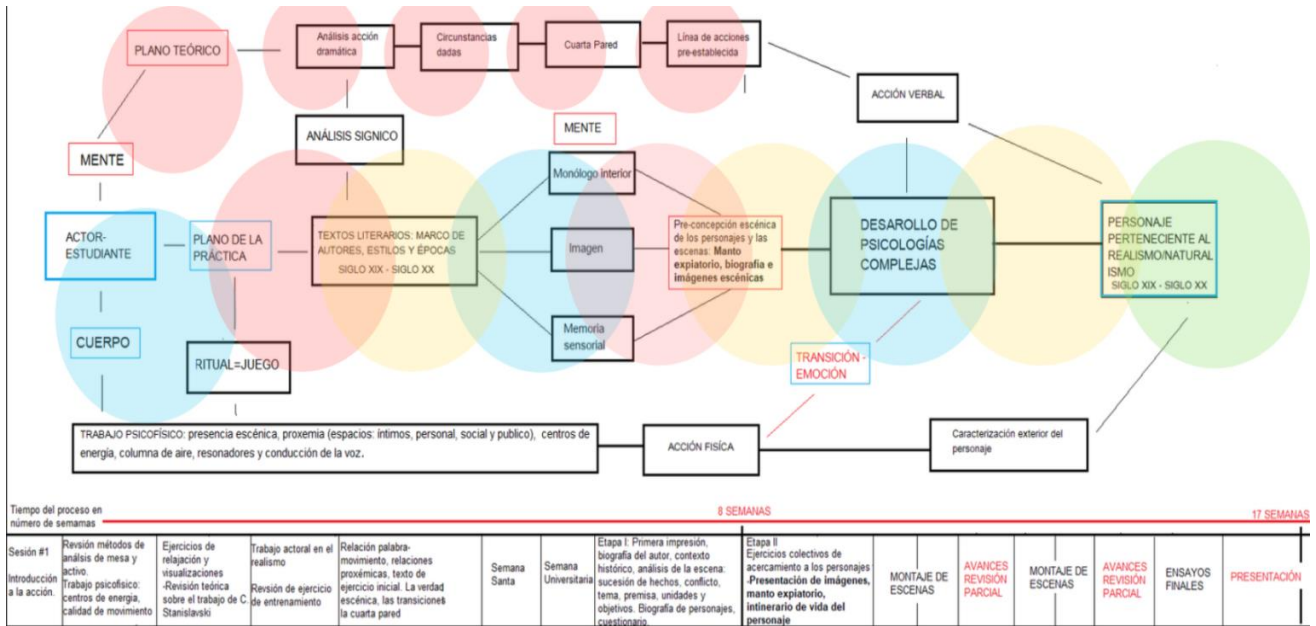 PLANO TEÓRICO
Análisis acción
dramática
Circunstancias
dadas
Cuarta Pared
Línea de acciones
pre-establecida
ACCIÓN VERBAL
ANÁLISIS SIGNICO
MENTE
MENTE
Monólogo interior
ACTOR-
ESTUDIANTE
PLANO DE LA
PRÁCTICA
TEXTOS LITERARIOS: MARCO DE
AUTORES, ESTILOS Y ÉPOCAS
SIGLO XIX - SIGLO XX
Imagen
Pre-concepción escénica
de los personajes y las
escenas: Manto
expiatorio, biografía e
imágenes escénicas
DESAROLLO DE
PSICOLOGÍAS
COMPLEJAS
PERSONAJE
PERTENECIENTE AL
REALISMO/NATURAL
ISMO
SIGLO XIX - SIGLO XX
CUERPO
RITUAL=JUEGO
Memoria
sensorial
TRANSICIÓN -
EMOCIÓN
TRABAJO PSICOFÍSICO: presencia escénica, proxemia (espacios: íntimos, personal, social y publico), centros de
energía, columna de aire, resonadores y conducción de la voz.
ACCIÓN FISÍCA
Caracterización exterior del
personaje
Tiempo del proceso en
número de semamas
8 SEMANAS
17 SEMANAS
Sesión #1
Introducción
a la acción.
Revsión métodos de
análisis de mesa y
activo.
Trabajo psicofisico:
centros de energia,
calidad de movimiento
Ejercicios de
relajación y
visualizaciones
-Revisión teórica
sobre el trabajo de C.
Stanislavski
Trabajo actoral en el
realismo
Revsión de ejercicio
de entrenamiento
Relación palabra-
movimiento, relaciones
proxémicas, texto de
ejercicio inicial. La verdad
escénica, las transiciones
la cuarta pared
Semana
Santa
Semana
Universitaria
Etapa I: Primera impresión,
biografía del autor, contexto
histórico, análisis de la escena:
sucesión de hechos, conflicto,
tema, premisa, unidades y
objetivos. Biografía de personajes,
cuestionario.
Etapa II
Ejercicios colectivos de
acercamiento a los personajes
-Presentación de imágenes,
manto expiatorio,
intinerario de vida del
personaje
MONTAJE DE
ESCENAS
AVANCES
REVISIÓN
PARCIAL
MONTAJE DE
ESCENAS
AVANCES
REVISIÓN
PARCIAL
ENSAYOS
FINALES
PRESENTACIÓN